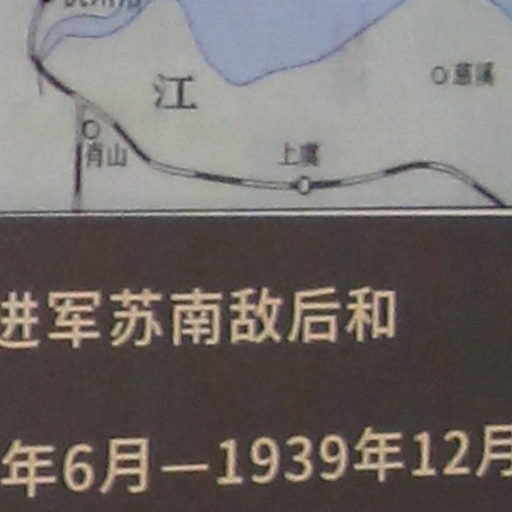 慈溪
江
肖山
上虞
进军苏南敌后和
年6月—1939年12月